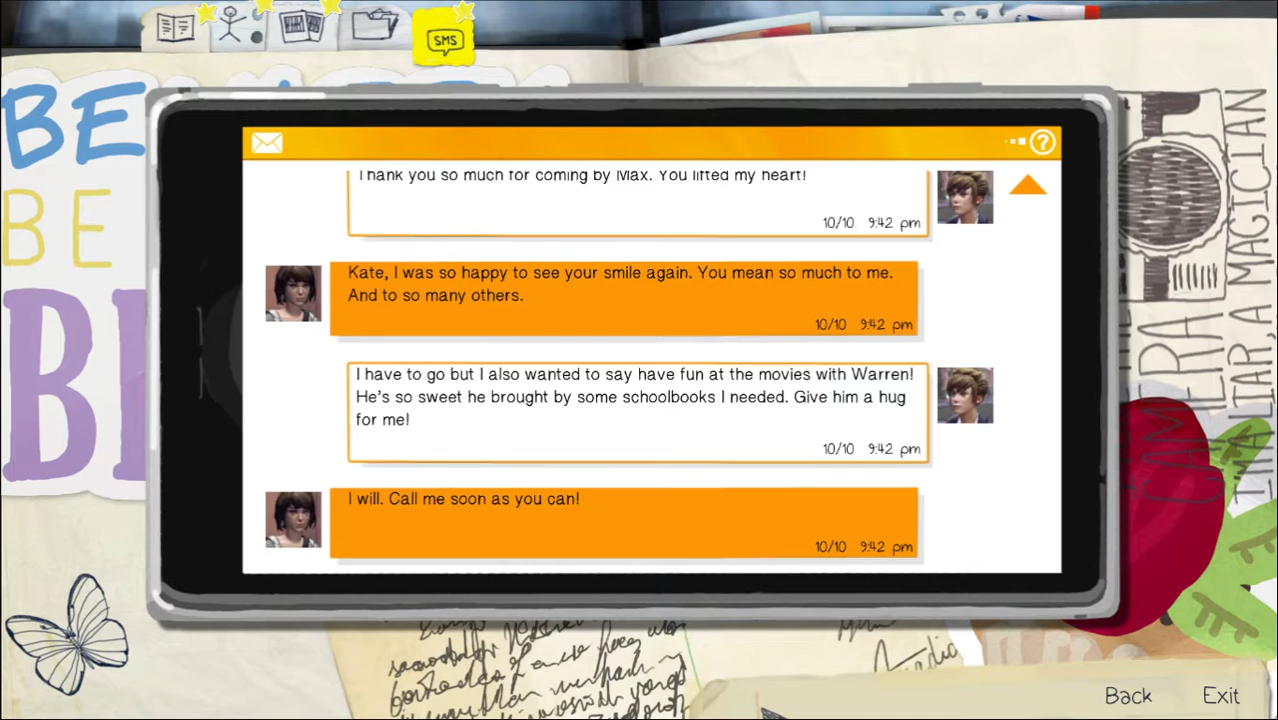 SMS
BE
BE
Thank you so much for coming by Max. You lifted my heart!
10/10 9:42 pm
Kate, I was so happy to see your smile again. You mean so much to me.
And to so many others.
10/10 9:42 pm
I have to go but I also wanted to say have fun at the movies with Warren!
He's so sweet he brought by some schoolbooks I needed. Give him a hug
for me!
10/10 9:42 pm
I will. Call me soon as you can!
10/10 9:42 pm
CAMERA
LIAR, A MAGICIAN
Back Exit